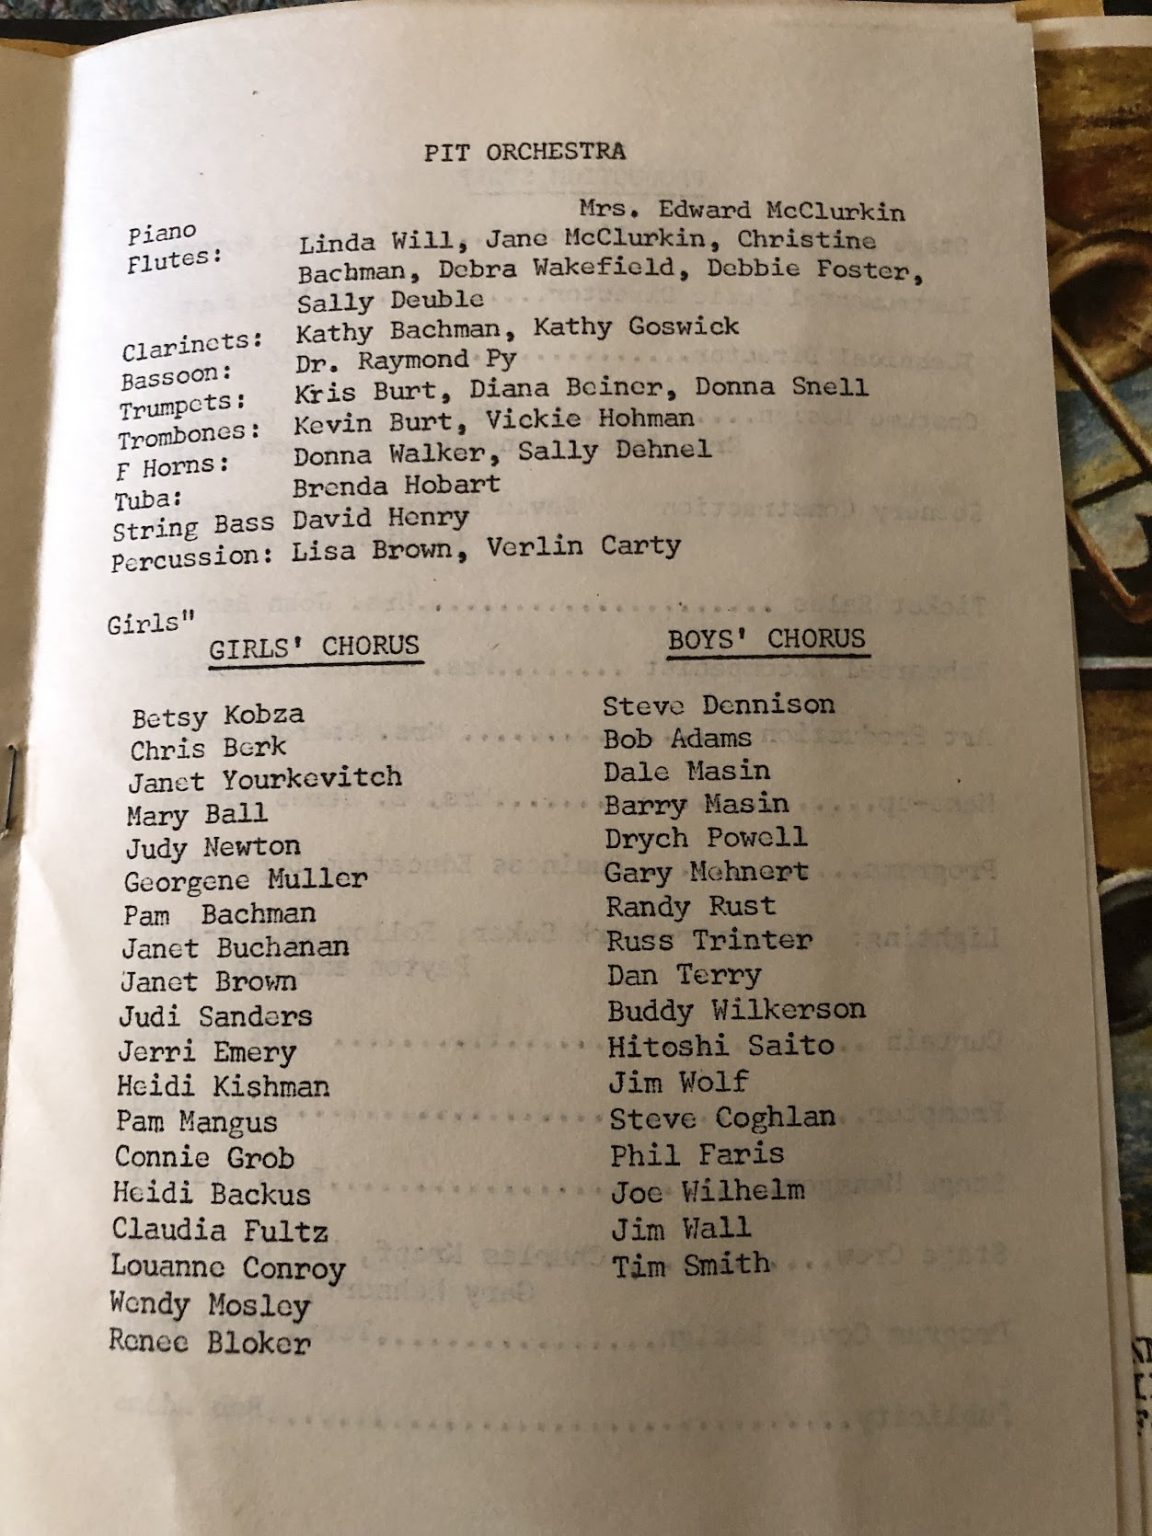 PIT ORCHESTRA
Piano Mrs. Edward McClurkin
Flutes: Linda Will, Jane McClurkin, Christine
Bachman, Debra Wakefield, Debbie Foster,
Sally Deuble
Clarinets: Kathy Bachman, Kathy Goswick
Bassoon: Dr. Raymond Py
Trumpets: Kris Burt, Diana Beiner, Donna Snell
Trombones: Kevin Burt, Vickie Hohman
F Horns: Donna Walker, Sally Dehnel
Tuba: Brenda Hobart
String Bass David Henry
Percussion: Lisa Brown, Verlin Carty
Girls"
GIRLS' CHORUS
Betsy Kobza
Chris Berk
Janet Yourkevitch
Mary Ball
Judy Newton
Georgene Muller
Pam Bachman
Janet Buchanan
Janet Brown
Judi Sanders
Jerri Emery
Heidi Kishman
Pam Mangus
Connie Grob
Heidi Backus
Claudia Fultz
Louanne Conroy
Wendy Mosley
Renee Bloker
BOYS' CHORUS
Steve Dennison
Bob Adams
Dale Masin
Barry Masin
Drych Powell
Gary Mehnert
Randy Rust
Russ Trinter
Dan Terry
Buddy Wilkerson
Hitoshi Saito
Jim Wolf
Steve Coghlan
Phil Faris
Joe Wilhelm
Jim Wall
Tim Smith